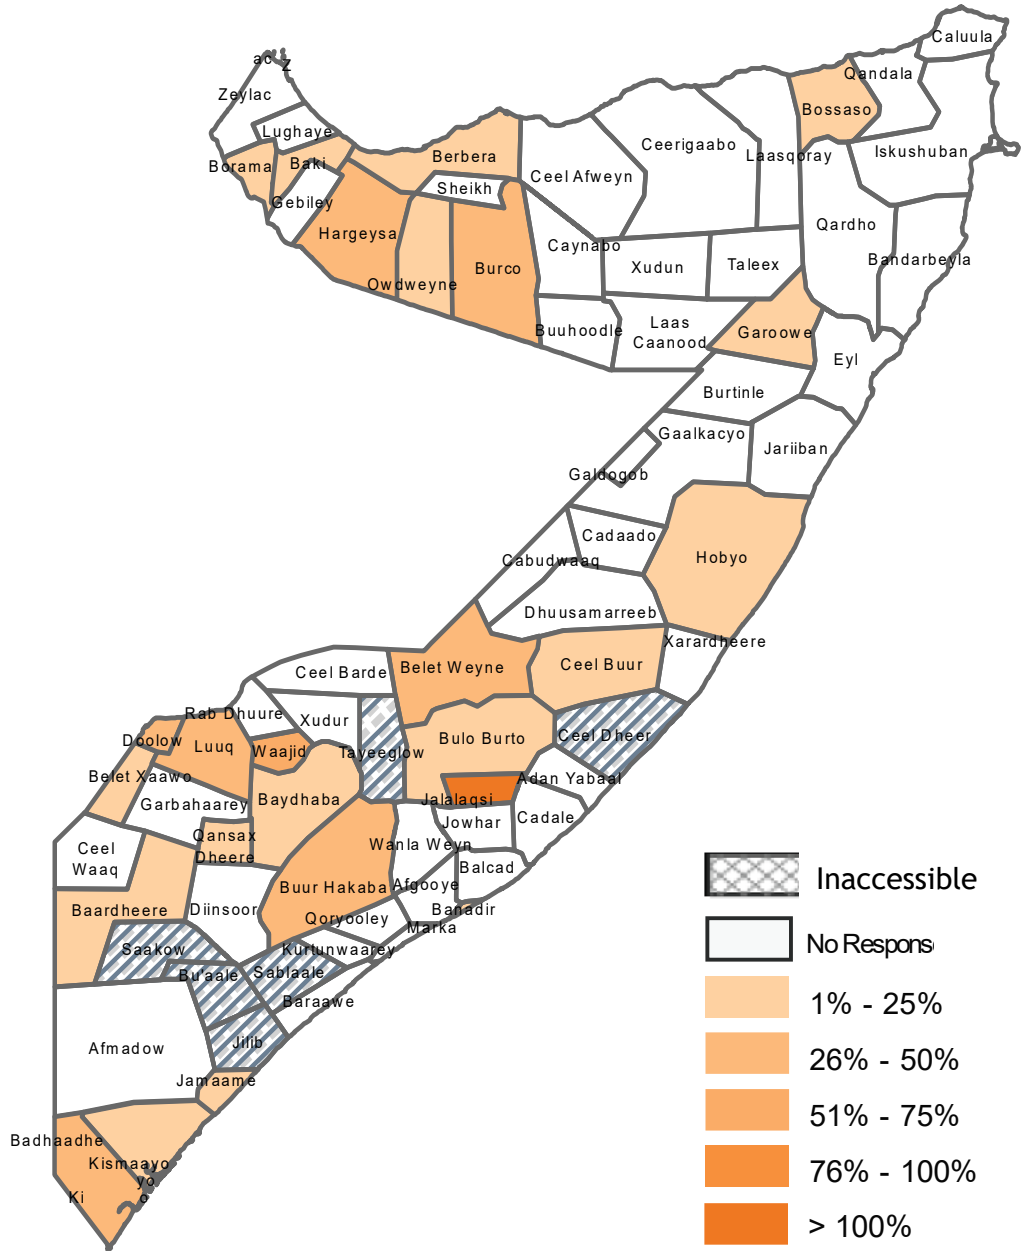 Caluula
ac
z
Qandala
Zeylac
Bossaso
Lughaye
Ceerigaabo
Laasqoray
Iskushuban
Borama
Baki
Berbera
Ceel Afweyn
Sheikh
Gebiley
Qardho
Hargeysa
Caynabo
Bandarbeyla
Xudun
Taleex
Burco
Owdweyne
Buuhoodle
Laas
Caanood
Garoowe
Eyl
Burtinle
Gaalkacyo
Jariiban
Galdogob
Cadaado
Cabudwaaq
Hobyo
Dhuusamarreeb
Xarardheere
Ceel Barde
Belet Weyne
Ceel Buur
Rab Dhuure
Xudur
Doolow
Luuq
Waajid
Tayeeglow
Bulo Burto
Ceel Dheer
Belet Xaawo
Adan Yabaal
Garbahaarey
Baydhaba
Jalalaqsi
Jowhar
Cadale
Qansax
Dheere
Wanla Weyn
Ceel
Waaq
Balcad
Buur Hakaba
Afgooye
Baardheere
Diinsoor
Banadir
Qoryooley
Marka
Saakow
Kurtunwaarey
Bu'aale
Sablaale
Baraawe
Jilib
Afmadow
Jamaame
Badhaadhe
Kismaayo
yo
Ki
o
Inaccessible
No Respons
1% - 25%
26% - 50%
51% - 75%
76% - 100%
> 100%